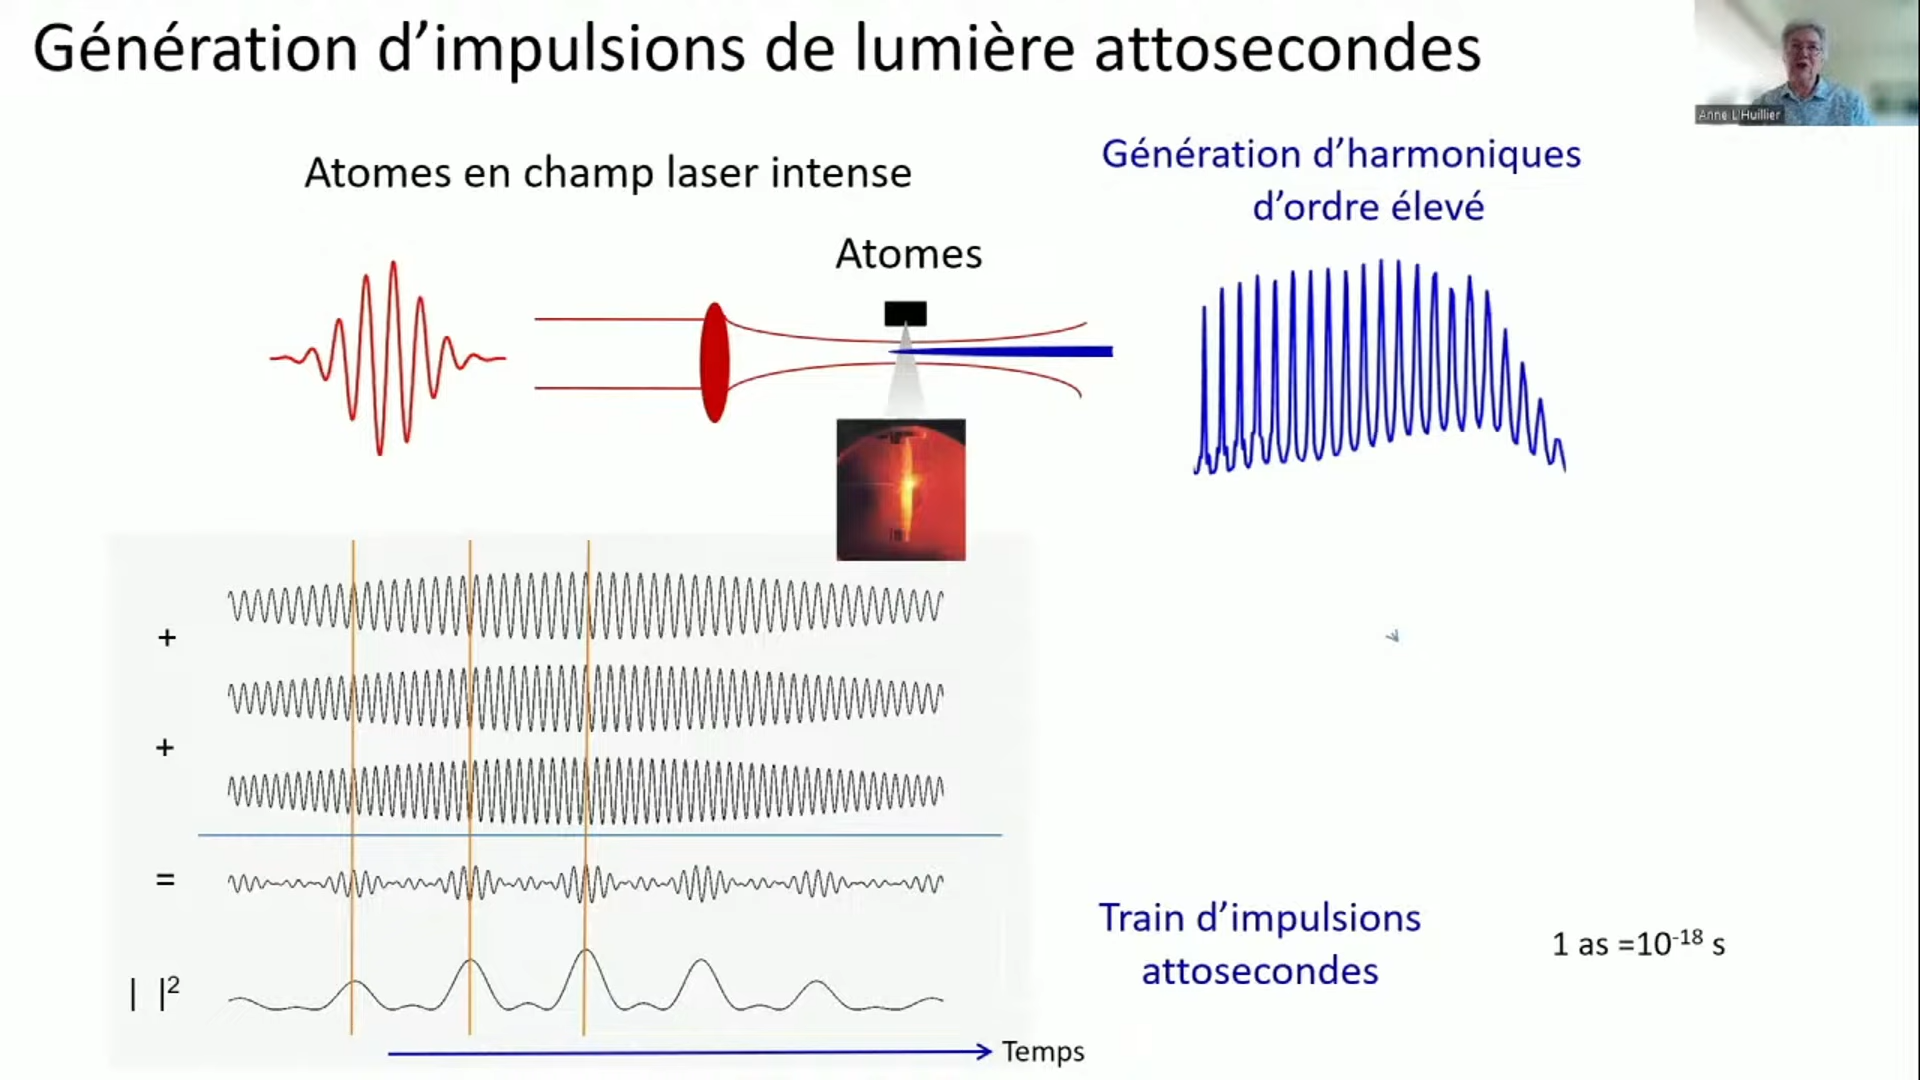 Génération d’impulsions de lumière attosecondes
Anne L'Huillier
Atomes en champ laser intense
Génération d’harmoniques
d’ordre élevé
Atomes
+
+
=
| |²
Temps
Train d’impulsions
attosecondes
1 as =10⁻¹⁸ s